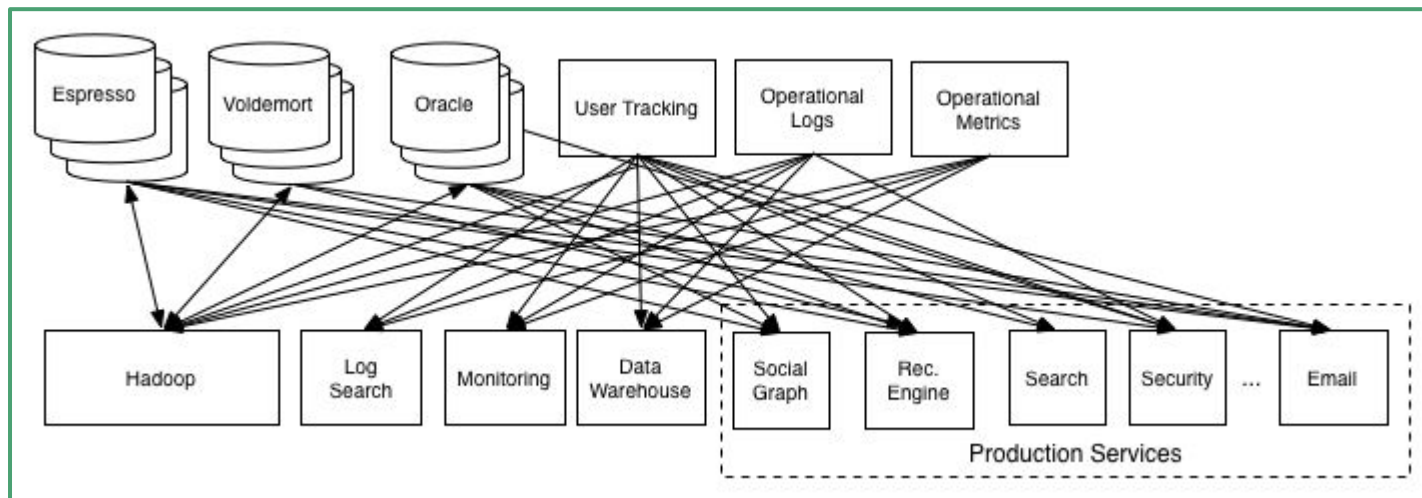 Espresso
Voldemort
Oracle
User Tracking
Operational
Logs
Operational
Metrics
Hadoop
Log
Search
Monitoring
Data
Warehouse
Social
Graph
Rec.
Engine
Search
Security
...
Email
Production Services